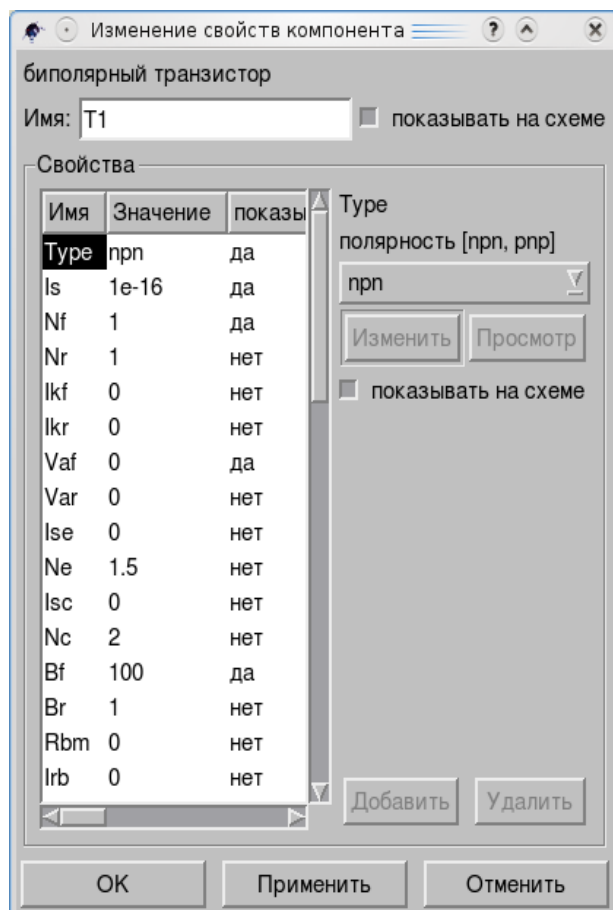 Изменение свойств компонента
биполярный транзистор
Имя: T1 показывать на схеме
Свойства
Имя Значение показы
Type npn да
Is 1e-16 да
Nf 1 да
Nr 1 нет
Ikf 0 нет
Ikr 0 нет
Vaf 0 да
Var 0 нет
Ise 0 нет
Ne 1.5 нет
Isc 0 нет
Nc 2 нет
Bf 100 да
Br 1 нет
Rbm 0 нет
Irb 0 нет
Type
полярность [npn, pnp]
npn
Изменить Просмотр
показывать на схеме
Добавить Удалить
OK Применить Отменить